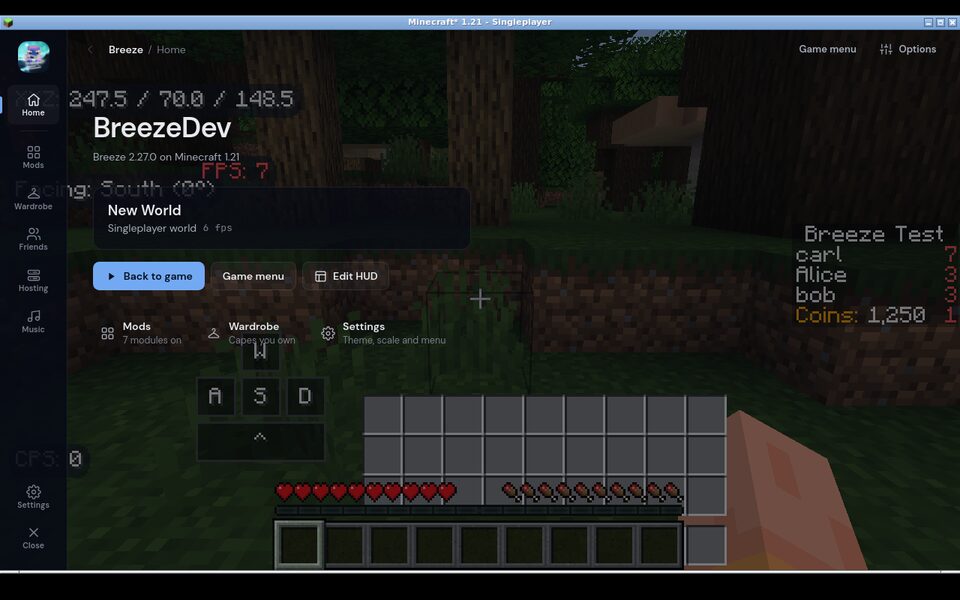 Minecraft* 1.21 - Singleplayer
Breeze / Home
Game menu
Options
XYZ: 247.5 / 70.0 / 148.5
Home
BreezeDev
Breeze 2.27.0 on Minecraft 1.21
FPS: 7
Mods
Facing: South (0°)
Wardrobe
New World
Singleplayer world 6 fps
Friends
Breeze Test
carl 7
Alice 3
bob 3
Coins: 1,250 1
Hosting
Back to game
Game menu
Edit HUD
Music
Mods
7 modules on
Wardrobe
Capes you own
Settings
Theme, scale and menu
W
A S D
^
CPS: 0
Settings
Close